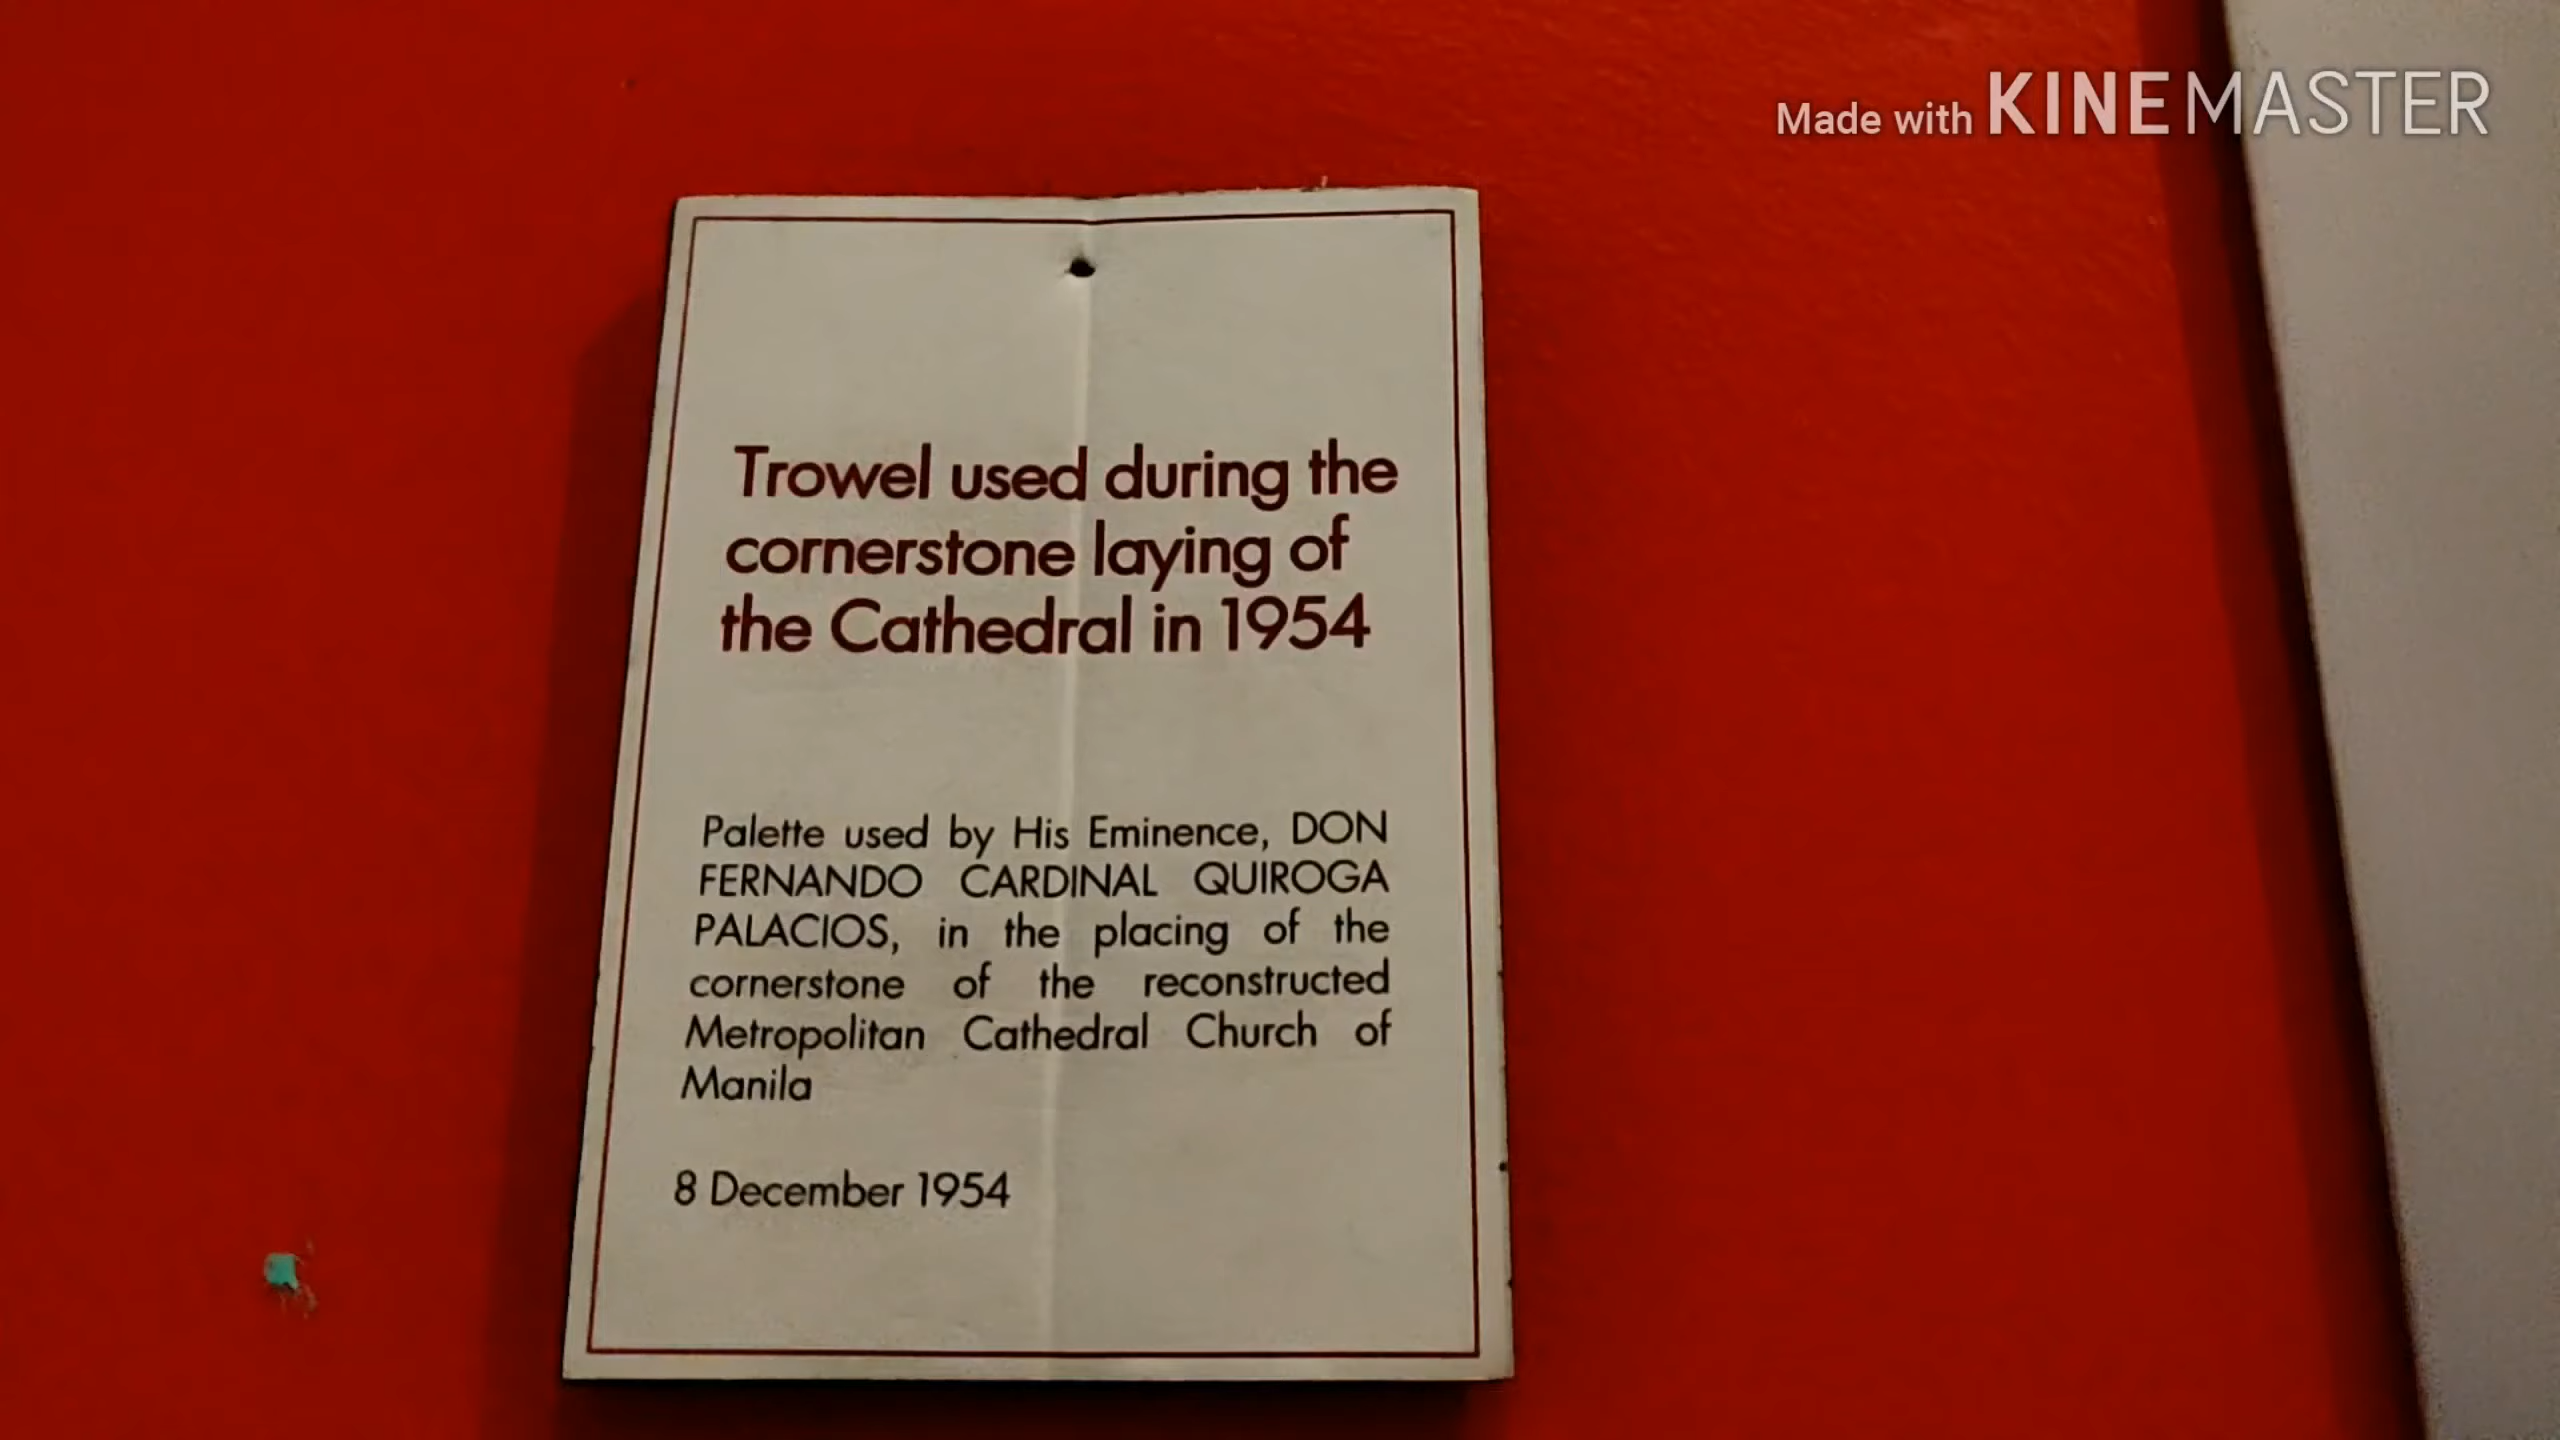 Made with KINEMASTER
Trowel used during the
cornerstone laying of
the Cathedral in 1954
Palette used by His Eminence, DON
FERNANDO CARDINAL QUIROGA
PALACIOS, in the placing of the
cornerstone of the reconstructed
Metropolitan Cathedral Church of
Manila
8 December 1954